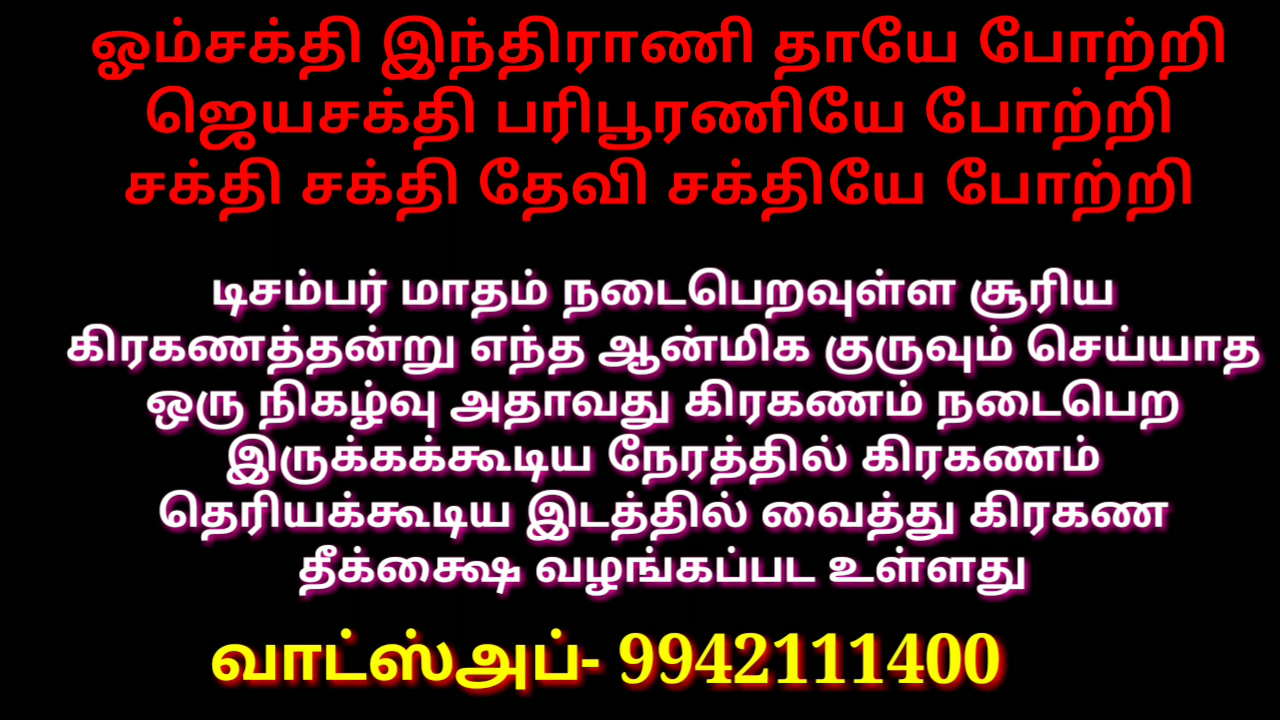 ஓம்சக்தி இந்திராணி தாயே போற்றி
ஜெயசக்தி பரிபூரணியே போற்றி
சக்தி சக்தி தேவி சக்தியே போற்றி
டிசம்பர் மாதம் நடைபெறவுள்ள சூரிய
கிரகணத்தன்று எந்த ஆன்மிக குருவும் செய்யாத
ஒரு நிகழ்வு அதாவது கிரகணம் நடைபெற
இருக்கக்கூடிய நேரத்தில் கிரகணம்
தெரியக்கூடிய இடத்தில் வைத்து கிரகண
தீக்க்ஷை வழங்கப்பட உள்ளது
வாட்ஸ்அப்- 9942111400